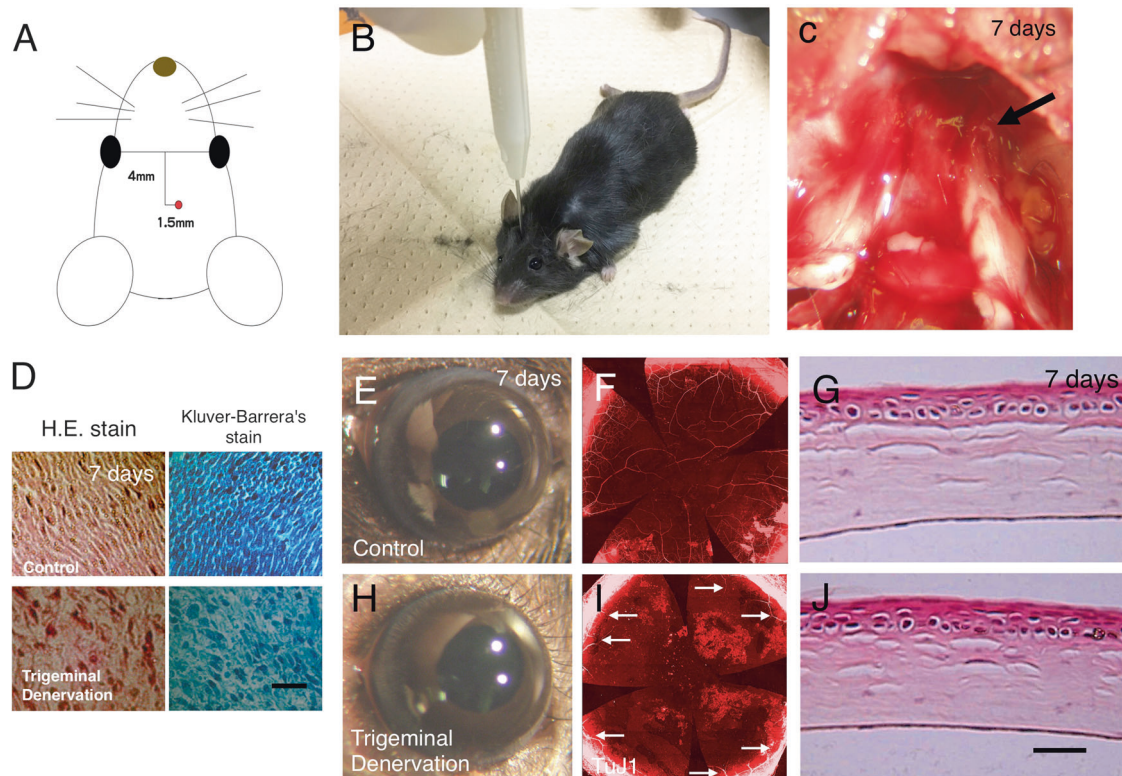 A
4mm
1.5mm
B
C
7 days
D
H.E. stain
Kluver-Barrera's
stain
7 days
Control
Trigeminal
Denervation
E
7 days
Control
F
G
7 days
H
Trigeminal
Denervation
I
TuJ1
J